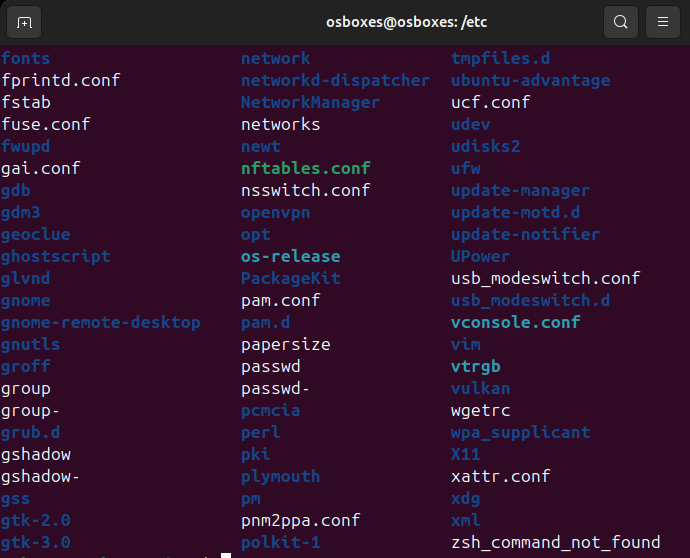 osboxes@osboxes: /etc
fonts network tmpfiles.d
fprintd.conf networkd-dispatcher ubuntu-advantage
fstab NetworkManager ucf.conf
fuse.conf networks udev
fwupd newt udisks2
gai.conf nftables.conf ufw
gdb nsswitch.conf update-manager
gdm3 openvpn update-motd.d
geoclue opt update-notifier
ghostscript os-release UPower
glvnd PackageKit usb_modeswitch.conf
gnome pam.conf usb_modeswitch.d
gnome-remote-desktop pam.d vconsole.conf
gnutls papersize vim
groff passwd vtrgb
group passwd- vulkan
group- pcmcia wgetrc
grub.d perl wpa_supplicant
gshadow pki X11
gshadow- plymouth xattr.conf
gss pm xdg
gtk-2.0 pnm2ppa.conf xml
gtk-3.0 polkit-1 zsh_command_not_found